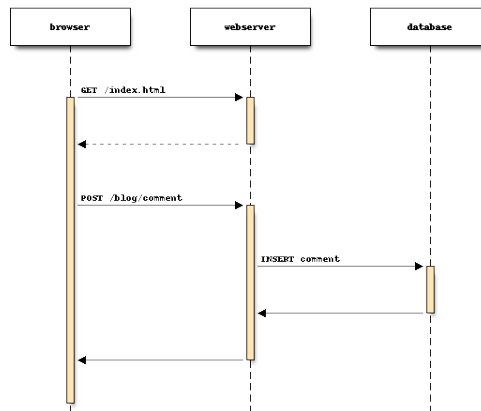 browser
webserver
database
GET /index.html
POST /blog/comment
INSERT comment